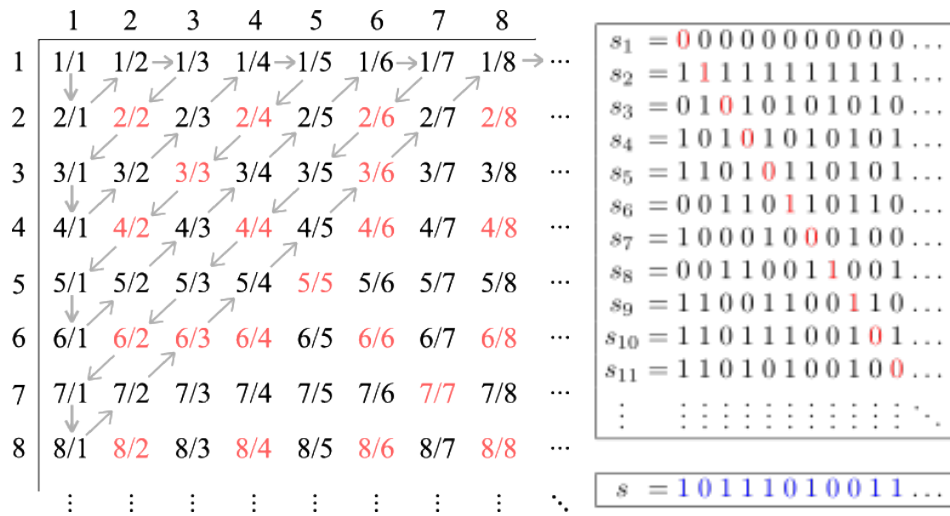 1 2 3 4 5 6 7 8
1 1/1 1/2 1/3 1/4 1/5 1/6 1/7 1/8 ⋯
2 2/1 2/2 2/3 2/4 2/5 2/6 2/7 2/8 ⋯
3 3/1 3/2 3/3 3/4 3/5 3/6 3/7 3/8 ⋯
4 4/1 4/2 4/3 4/4 4/5 4/6 4/7 4/8 ⋯
5 5/1 5/2 5/3 5/4 5/5 5/6 5/7 5/8 ⋯
6 6/1 6/2 6/3 6/4 6/5 6/6 6/7 6/8 ⋯
7 7/1 7/2 7/3 7/4 7/5 7/6 7/7 7/8 ⋯
8 8/1 8/2 8/3 8/4 8/5 8/6 8/7 8/8 ⋯
⋮ ⋮ ⋮ ⋮ ⋮ ⋮ ⋮ ⋮ ⋱
s₁ = 0 0 0 0 0 0 0 0 0 0 0 ...
s₂ = 1 1 1 1 1 1 1 1 1 1 1 ...
s₃ = 0 1 0 1 0 1 0 1 0 1 0 ...
s₄ = 1 0 1 0 1 0 1 0 1 0 1 ...
s₅ = 1 1 0 1 0 1 1 0 1 0 1 ...
s₆ = 0 0 1 1 0 1 1 0 1 1 0 ...
s₇ = 1 0 0 0 1 0 0 0 1 0 0 ...
s₈ = 0 0 1 1 0 0 1 1 0 0 1 ...
s₉ = 1 1 0 0 1 1 0 0 1 1 0 ...
s₁₀ = 1 1 0 1 1 1 0 0 1 0 1 ...
s₁₁ = 1 1 0 1 0 1 0 0 1 0 0 ...
⋮ ⋮ ⋮ ⋮ ⋮ ⋮ ⋮ ⋮ ⋮ ⋮ ⋮ ⋮ ⋱
s = 1 0 1 1 1 0 1 0 0 1 1 ...